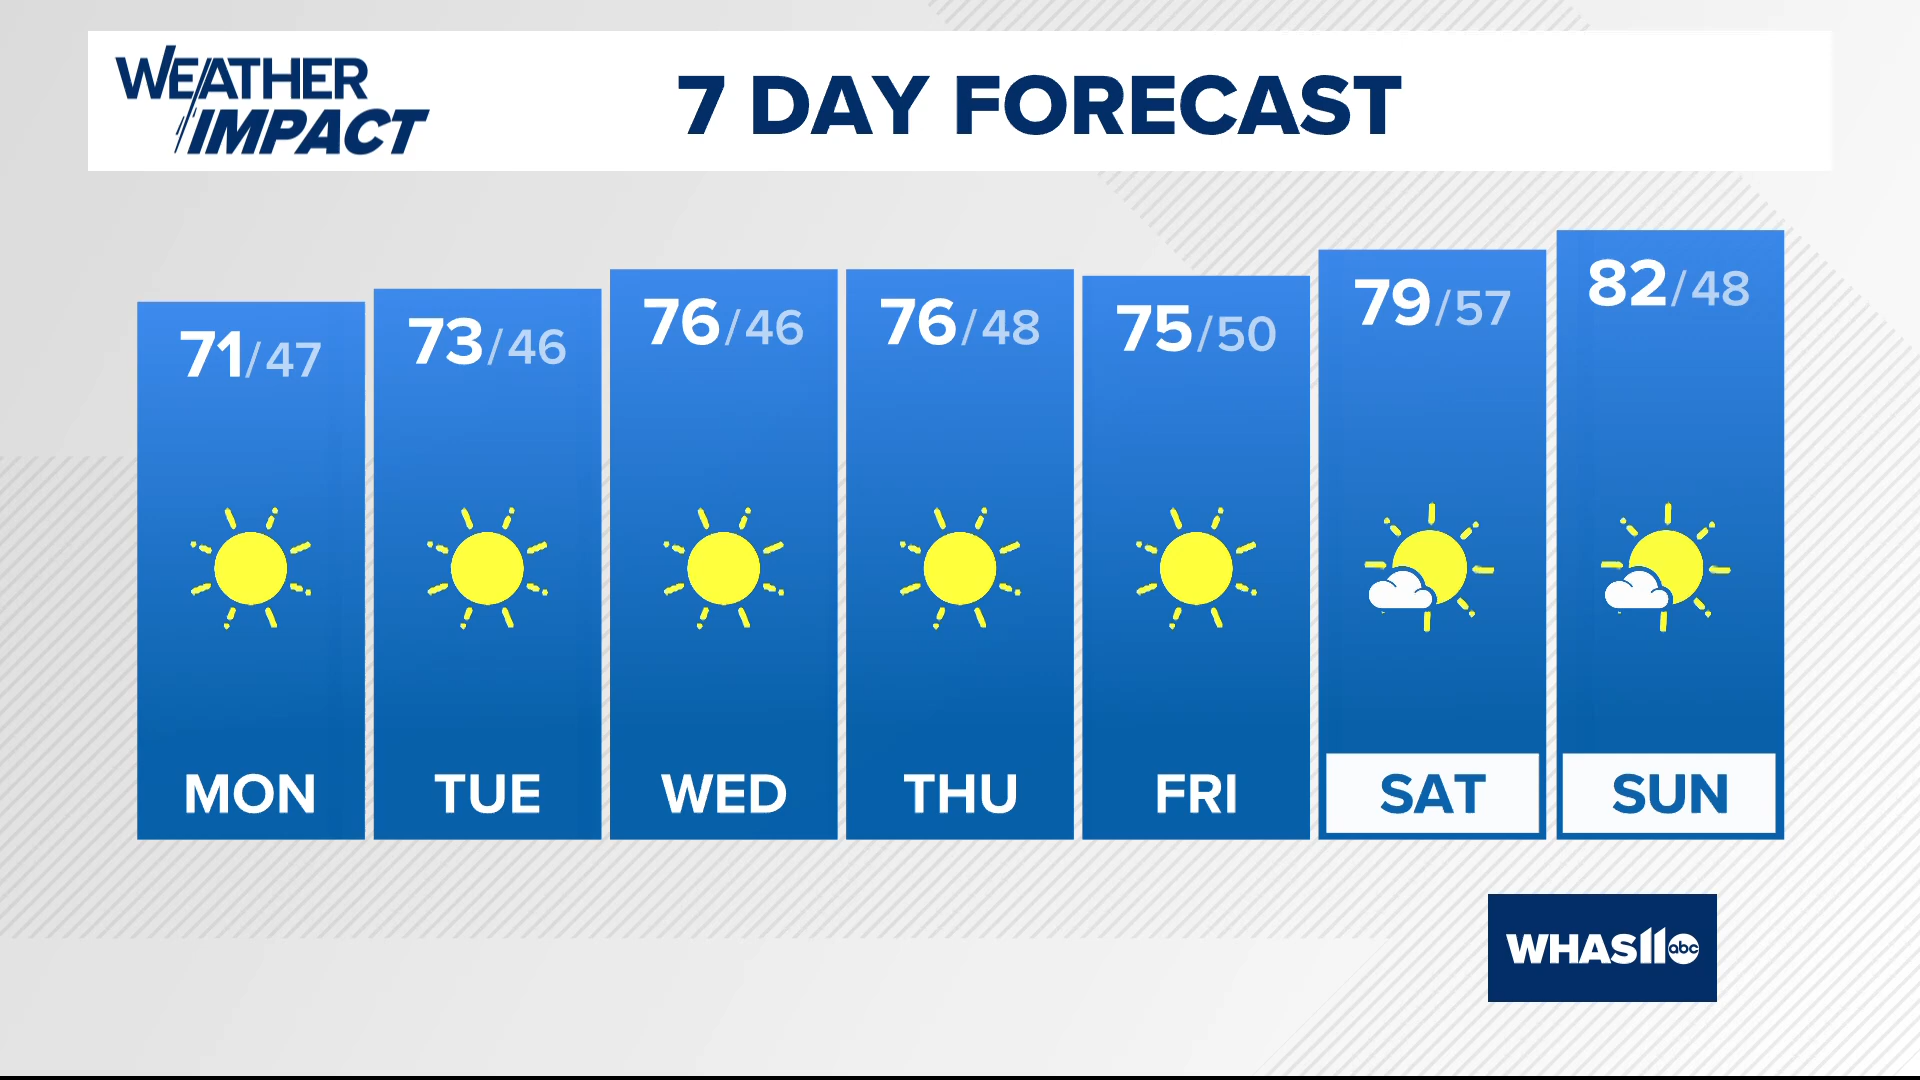 WEATHER
IMPACT
7 DAY FORECAST
71/47
73/46
76/46
76/48
75/50
79/57
82/48
MON
TUE
WED
THU
FRI
SAT
SUN
WHAS11 abc